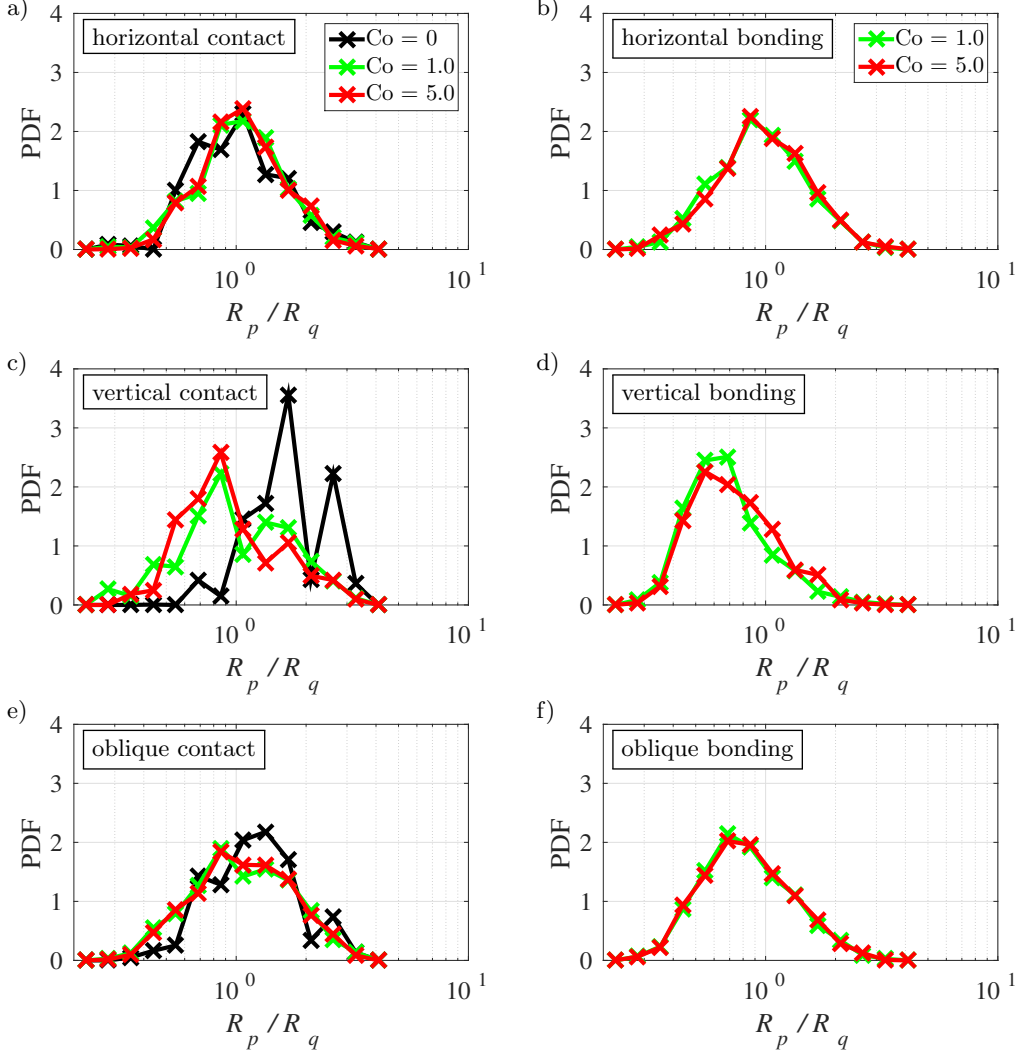 a)
horizontal contact
Co = 0
Co = 1.0
Co = 5.0
PDF
4
3
2
1
0
10^0
10^1
R_p / R_q
b)
horizontal bonding
Co = 1.0
Co = 5.0
PDF
4
3
2
1
0
10^0
10^1
R_p / R_q
c)
vertical contact
PDF
4
3
2
1
0
10^0
10^1
R_p / R_q
d)
vertical bonding
PDF
4
3
2
1
0
10^0
10^1
R_p / R_q
e)
oblique contact
PDF
4
3
2
1
0
10^0
10^1
R_p / R_q
f)
oblique bonding
PDF
4
3
2
1
0
10^0
10^1
R_p / R_q